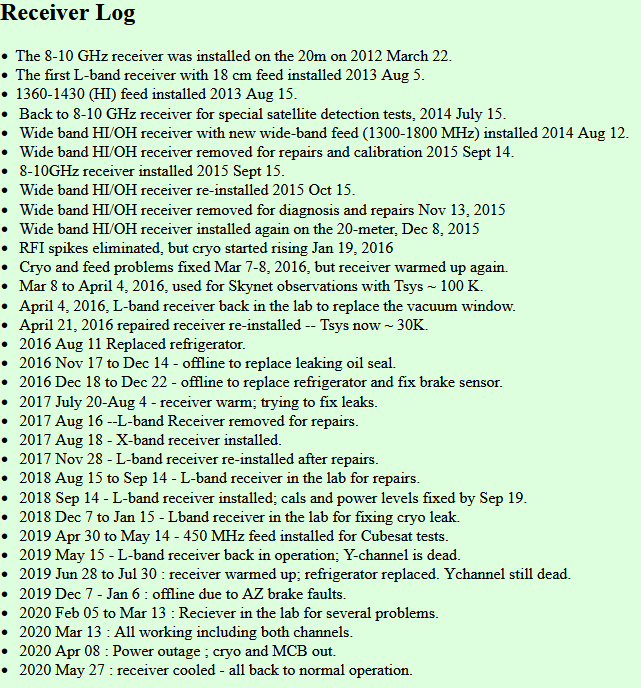 Receiver Log
• The 8-10 GHz receiver was installed on the 20m on 2012 March 22.
• The first L-band receiver with 18 cm feed installed 2013 Aug 5.
• 1360-1430 (HI) feed installed 2013 Aug 15.
• Back to 8-10 GHz receiver for special satellite detection tests, 2014 July 15.
• Wide band HI/OH receiver with new wide-band feed (1300-1800 MHz) installed 2014 Aug 12.
• Wide band HI/OH receiver removed for repairs and calibration 2015 Sept 14.
• 8-10GHz receiver installed 2015 Sept 15.
• Wide band HI/OH receiver re-installed 2015 Oct 15.
• Wide band HI/OH receiver removed for diagnosis and repairs Nov 13, 2015
• Wide band HI/OH receiver installed again on the 20-meter, Dec 8, 2015
• RFI spikes eliminated, but cryo started rising Jan 19, 2016
• Cryo and feed problems fixed Mar 7-8, 2016, but receiver warmed up again.
• Mar 8 to April 4, 2016, used for Skynet observations with Tsys ~ 100 K.
• April 4, 2016, L-band receiver back in the lab to replace the vacuum window.
• April 21, 2016 repaired receiver re-installed -- Tsys now ~ 30K.
• 2016 Aug 11 Replaced refrigerator.
• 2016 Nov 17 to Dec 14 - offline to replace leaking oil seal.
• 2016 Dec 18 to Dec 22 - offline to replace refrigerator and fix brake sensor.
• 2017 July 20-Aug 4 - receiver warm; trying to fix leaks.
• 2017 Aug 16 --L-band Receiver removed for repairs.
• 2017 Aug 18 - X-band receiver installed.
• 2017 Nov 28 - L-band receiver re-installed after repairs.
• 2018 Aug 15 to Sep 14 - L-band receiver in the lab for repairs.
• 2018 Sep 14 - L-band receiver installed; cals and power levels fixed by Sep 19.
• 2018 Dec 7 to Jan 15 - Lband receiver in the lab for fixing cryo leak.
• 2019 Apr 30 to May 14 - 450 MHz feed installed for Cubesat tests.
• 2019 May 15 - L-band receiver back in operation; Y-channel is dead.
• 2019 Jun 28 to Jul 30 : receiver warmed up; refrigerator replaced. Ychannel still dead.
• 2019 Dec 7 - Jan 6 : offline due to AZ brake faults.
• 2020 Feb 05 to Mar 13 : Reciever in the lab for several problems.
• 2020 Mar 13 : All working including both channels.
• 2020 Apr 08 : Power outage ; cryo and MCB out.
• 2020 May 27 : receiver cooled - all back to normal operation.